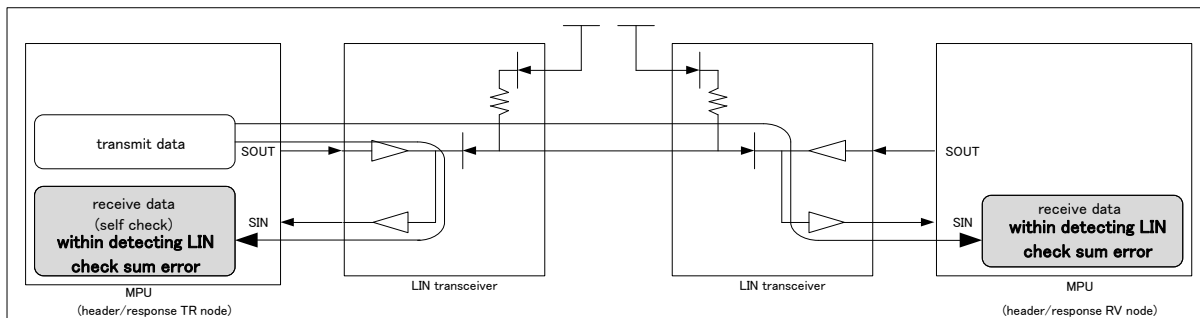 transmit data
SOUT
receive data
(self check)
within detecting LIN
check sum error
SIN
MPU
(header/response TR node)
LIN transceiver
LIN transceiver
SOUT
SIN
receive data
within detecting LIN
check sum error
MPU
(header/response RV node)